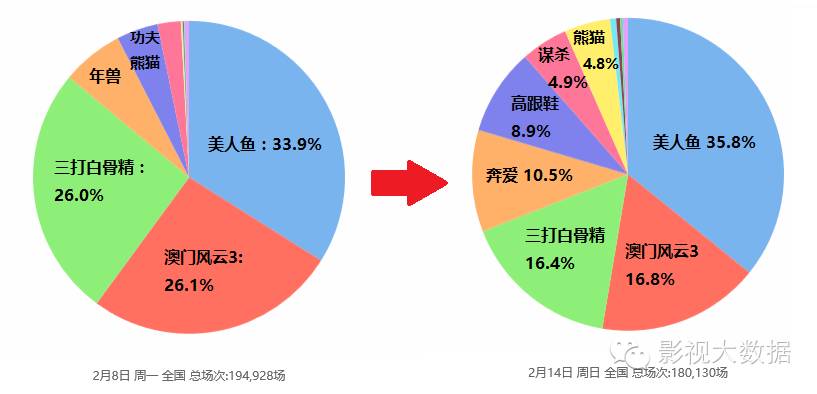 功夫
熊猫
年兽
美人鱼：33.9%
三打白骨精：
26.0%
澳门风云3:
26.1%
2月8日 周一 全国 总场次:194,928场
熊猫
4.8%
谋杀
4.9%
高跟鞋
8.9%
美人鱼 35.8%
奔爱 10.5%
三打白骨精
16.4%
澳门风云3
16.8%
影视大数据
2月14日 周日 全国 总场次:180,130场